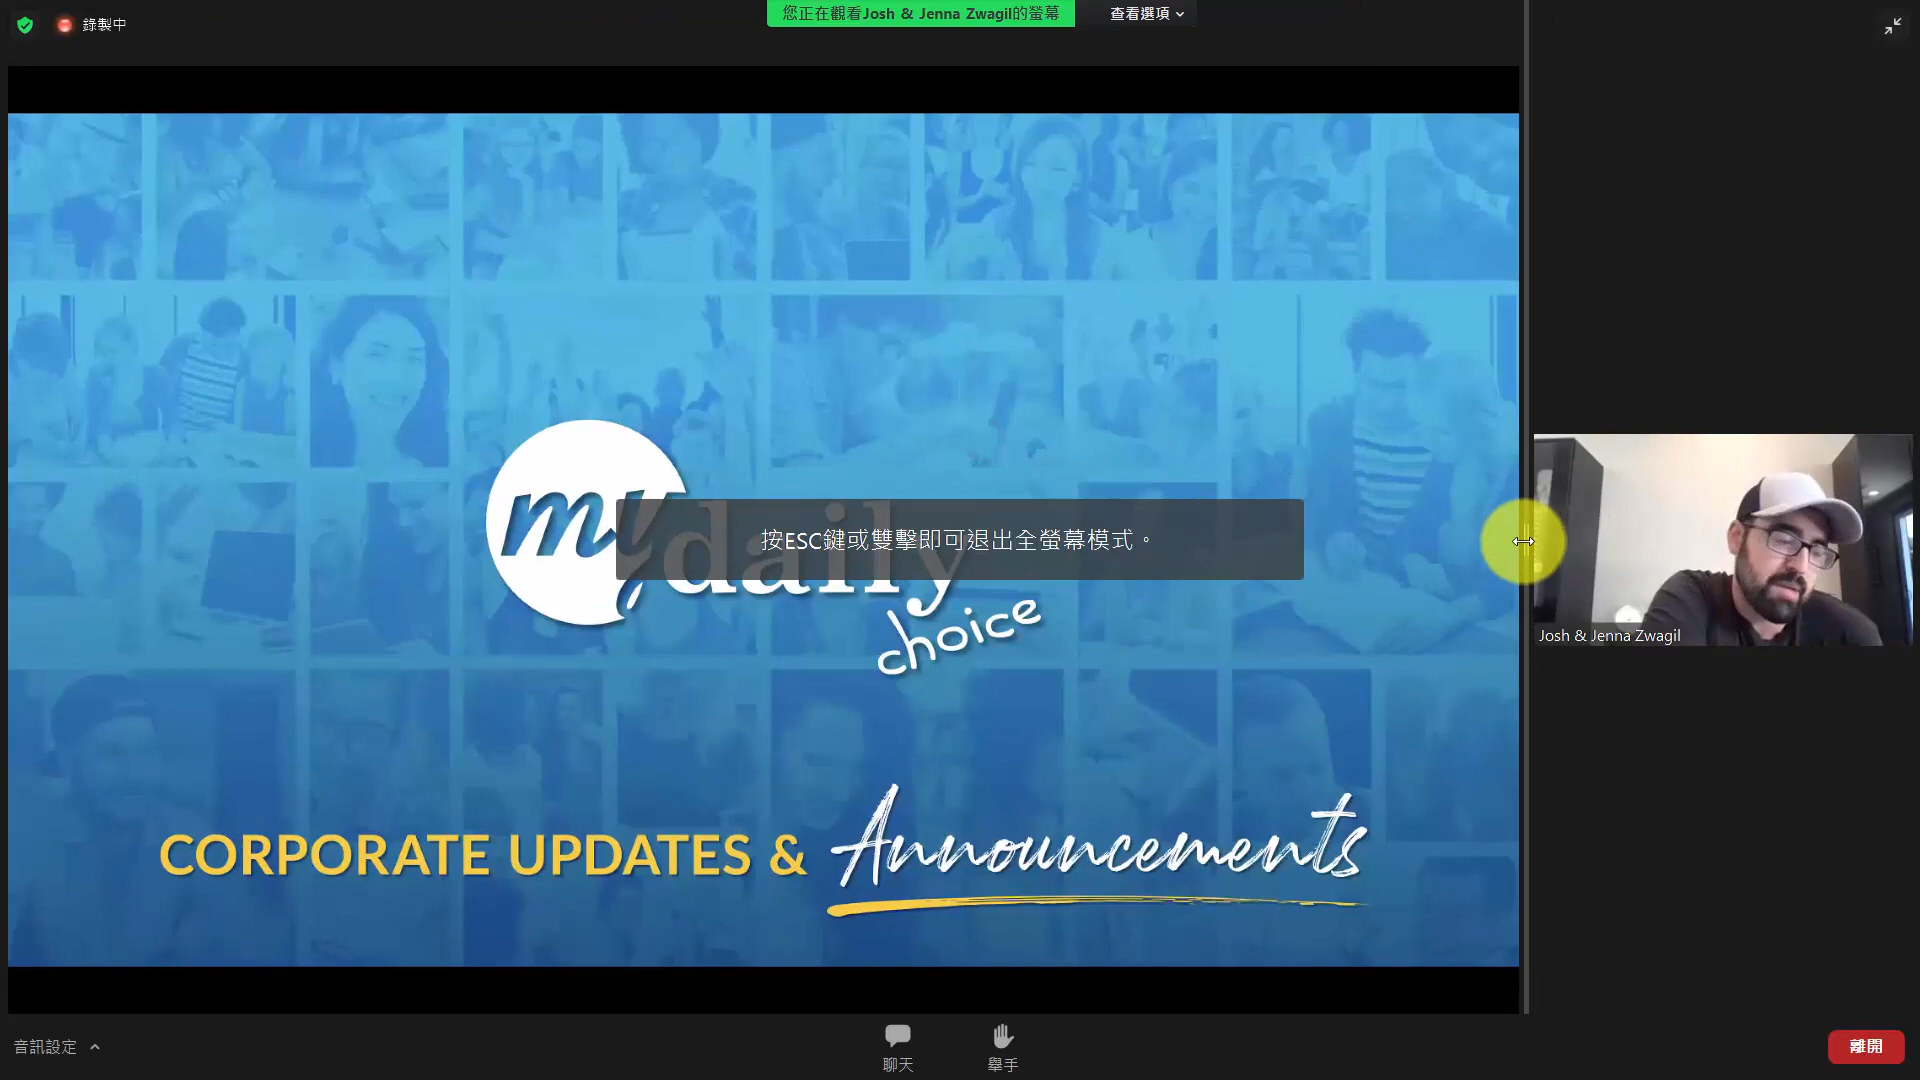 錄製中
您正在觀看Josh & Jenna Zwagil的螢幕
查看選項
my daily
choice
按ESC鍵或雙擊即可退出全螢幕模式。
Josh & Jenna Zwagil
CORPORATE UPDATES & Announcements
音訊設定
聊天
舉手
離開